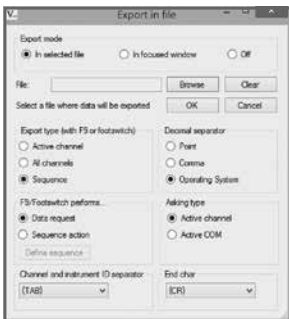 Export in file
Export mode
In selected file
In focused window
Off
File:
Browse
Clear
Select a file where data will be exported
OK
Cancel
Export type (with FS or footswitch)
Active channel
All channels
Sequence
Decimal separator
Point
Comma
Operating System
FS/Footswitch performs...
Data request
Sequence action
Define sequence
Asking type
Active channel
Active COM
Channel and instrument ID separator
(TAB)
End char
(CR)